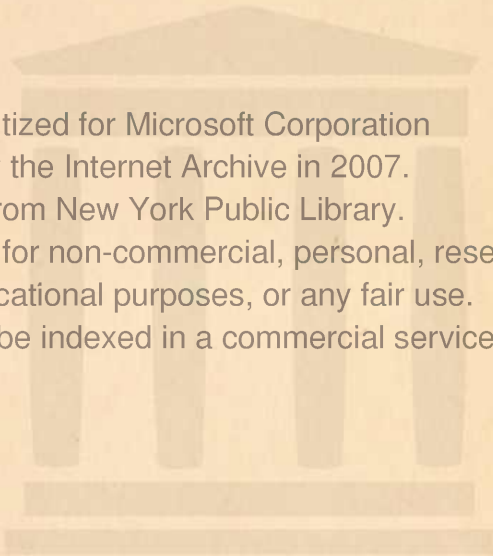 tized for Microsoft Corporation
the Internet Archive in 2007.
rom New York Public Library.
for non-commercial, personal, rese
cational purposes, or any fair use.
be indexed in a commercial service